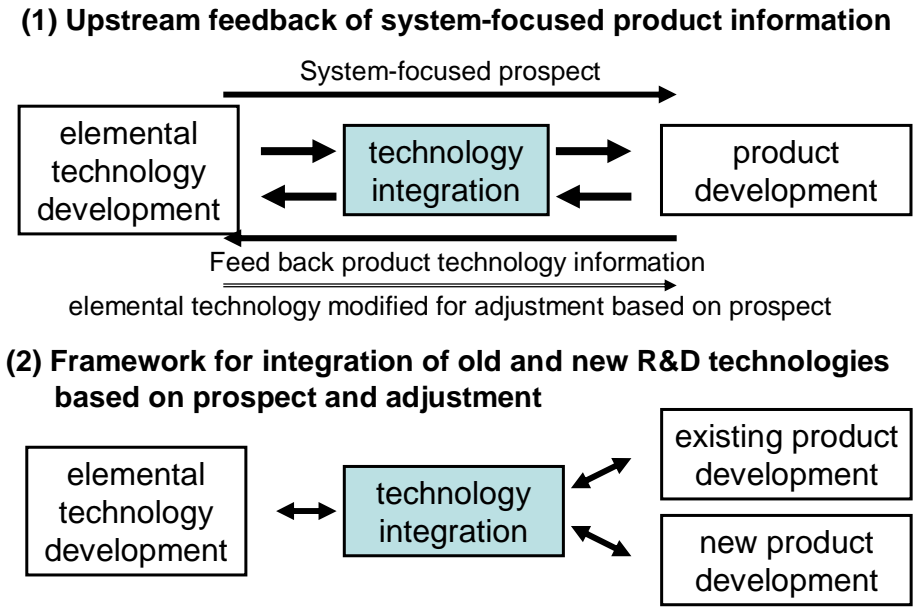 (1) Upstream feedback of system-focused product information
System-focused prospect
elemental
technology
development
technology
integration
product
development
Feed back product technology information
elemental technology modified for adjustment based on prospect
(2) Framework for integration of old and new R&D technologies
based on prospect and adjustment
elemental
technology
development
technology
integration
existing product
development
new product
development